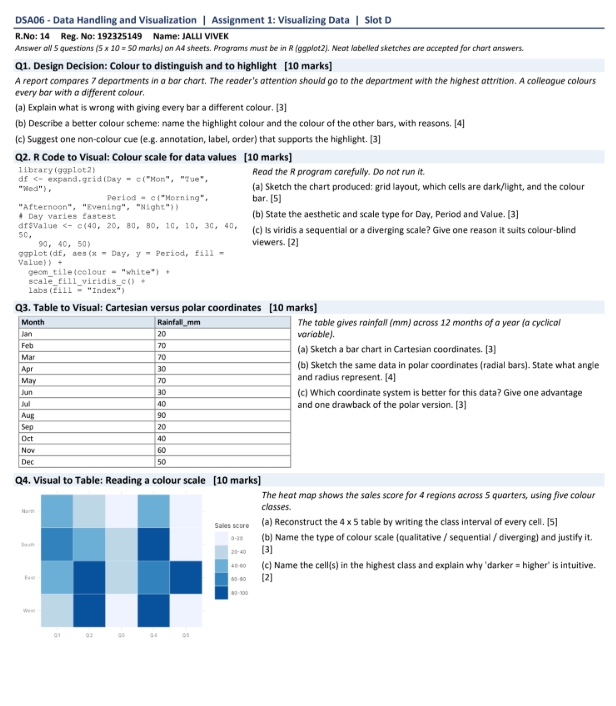 DSA06 - Data Handling and Visualization | Assignment 1: Visualizing Data | Slot D
R.No: 14 Reg. No: 192325149 Name: JALLI VIVEK
Answer all 5 questions (5 x 10 = 50 marks) on A4 sheets. Programs must be in R (ggplot2). Neat labelled sketches are accepted for chart answers.
Q1. Design Decision: Colour to distinguish and to highlight [10 marks]
A report compares 7 departments in a bar chart. The reader's attention should go to the department with the highest attrition. A colleague colours
every bar with a different colour.
(a) Explain what is wrong with giving every bar a different colour. [3]
(b) Describe a better colour scheme: name the highlight colour and the colour of the other bars, with reasons. [4]
(c) Suggest one non-colour cue (e.g. annotation, label, order) that supports the highlight. [3]
Q2. R Code to Visual: Colour scale for data values [10 marks]
library(ggplot2)
df <- expand.grid(Day = c("Mon", "Tue",
"Wed"),
Period = c("Morning",
"Afternoon", "Evening", "Night"))
# Day varies fastest
df$Value <- c(40, 20, 80, 80, 10, 10, 30, 40,
50,
90, 40, 50)
ggplot(df, aes(x = Day, y = Period, fill =
Value)) +
geom_tile(colour = "white") +
scale_fill_viridis_c() +
labs(fill = "Index")
Read the R program carefully. Do not run it.
(a) Sketch the chart produced: grid layout, which cells are dark/light, and the colour
bar. [5]
(b) State the aesthetic and scale type for Day, Period and Value. [3]
(c) Is viridis a sequential or a diverging scale? Give one reason it suits colour-blind
viewers. [2]
Q3. Table to Visual: Cartesian versus polar coordinates [10 marks]
Month Rainfall_mm
Jan 20
Feb 70
Mar 70
Apr 30
May 70
Jun 30
Jul 40
Aug 90
Sep 20
Oct 40
Nov 60
Dec 50
The table gives rainfall (mm) across 12 months of a year (a cyclical
variable).
(a) Sketch a bar chart in Cartesian coordinates. [3]
(b) Sketch the same data in polar coordinates (radial bars). State what angle
and radius represent. [4]
(c) Which coordinate system is better for this data? Give one advantage
and one drawback of the polar version. [3]
Q4. Visual to Table: Reading a colour scale [10 marks]
North
South
East
West
Q1 Q2 Q3 Q4 Q5
Sales score
0-20
20-40
40-60
60-80
80-100
The heat map shows the sales score for 4 regions across 5 quarters, using five colour
classes.
(a) Reconstruct the 4 x 5 table by writing the class interval of every cell. [5]
(b) Name the type of colour scale (qualitative / sequential / diverging) and justify it.
[3]
(c) Name the cell(s) in the highest class and explain why 'darker = higher' is intuitive.
[2]